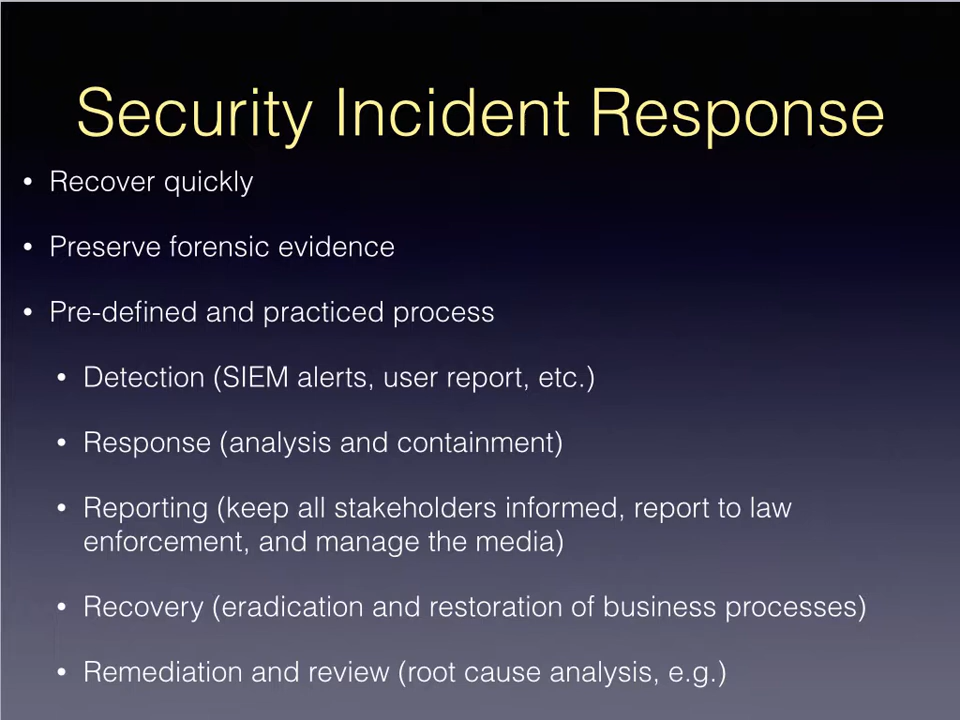 Security Incident Response
• Recover quickly
• Preserve forensic evidence
• Pre-defined and practiced process
• Detection (SIEM alerts, user report, etc.)
• Response (analysis and containment)
• Reporting (keep all stakeholders informed, report to law
enforcement, and manage the media)
• Recovery (eradication and restoration of business processes)
• Remediation and review (root cause analysis, e.g.)